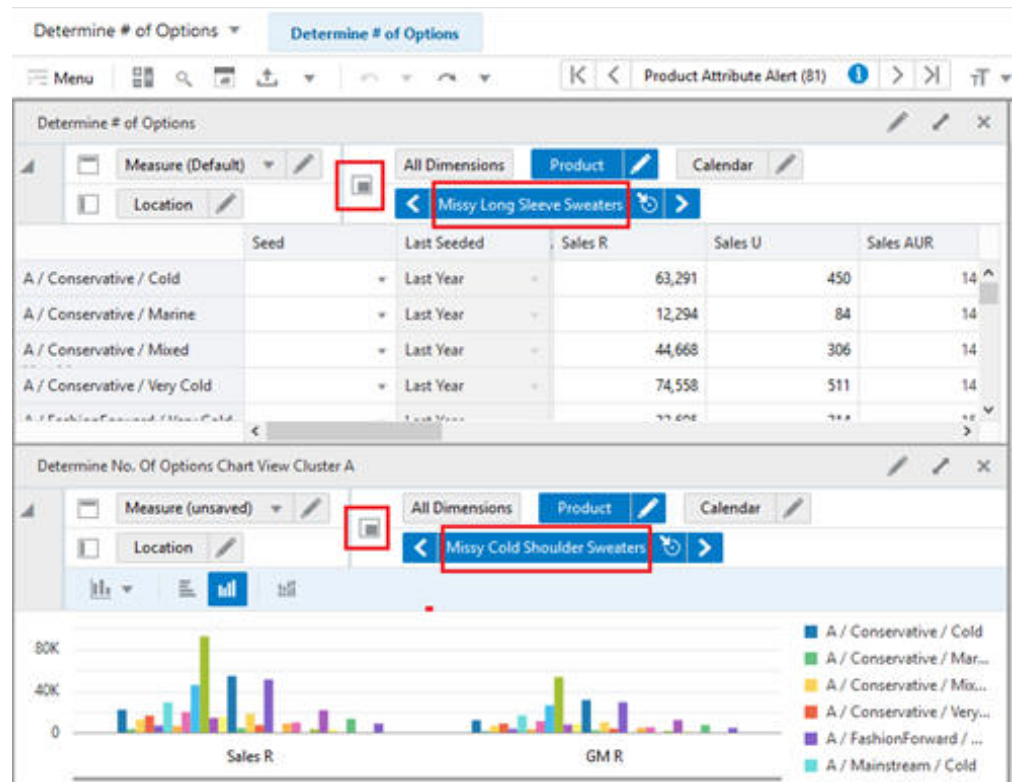 Determine # of Options Determine # of Options
Menu Product Attribute Alert (81)
Determine # of Options
Measure (Default) All Dimensions Product Calendar
Location Missy Long Sleeve Sweaters
Seed Last Seeded Sales R Sales U Sales AUR
A / Conservative / Cold Last Year 63,291 450 14
A / Conservative / Marine Last Year 12,294 84 14
A / Conservative / Mixed Last Year 44,668 306 14
A / Conservative / Very Cold Last Year 74,558 511 14
Determine No. Of Options Chart View Cluster A
Measure (unsaved) All Dimensions Product Calendar
Location Missy Cold Shoulder Sweaters
80K
40K
0
Sales R GM R
A / Conservative / Cold
A / Conservative / Mar...
A / Conservative / Mix...
A / Conservative / Very...
A / FashionForward / ...
A / Mainstream / Cold